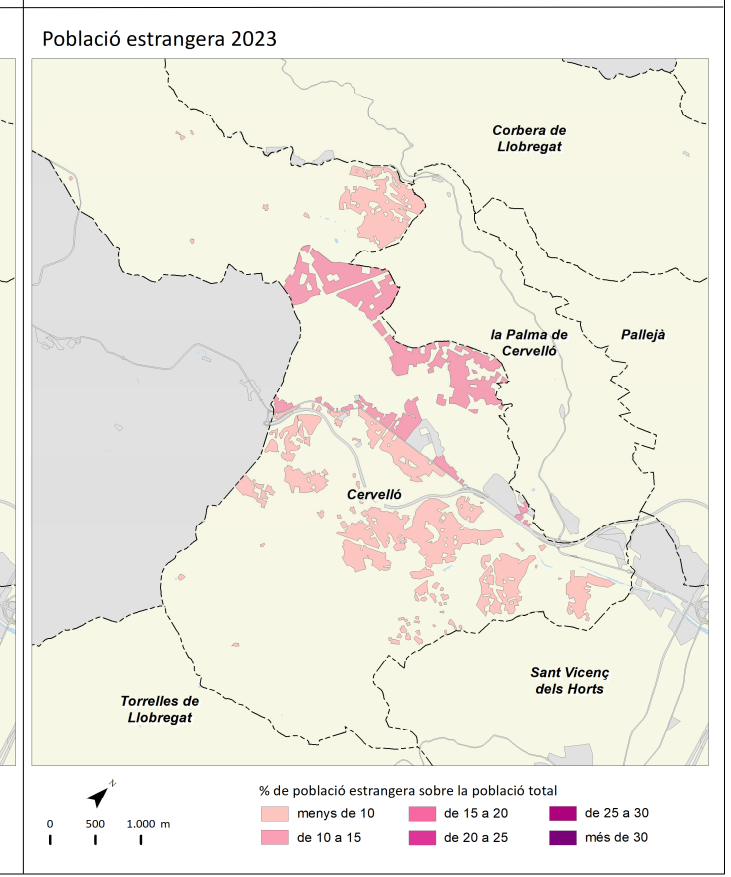 Població estrangera 2023
Corbera de
Llobregat
la Palma de
Cervelló
Pallejà
Cervelló
Sant Vicenç
dels Horts
Torrelles de
Llobregat
N
0 500 1.000 m
% de població estrangera sobre la població total
menys de 10
de 15 a 20
de 25 a 30
de 10 a 15
de 20 a 25
més de 30